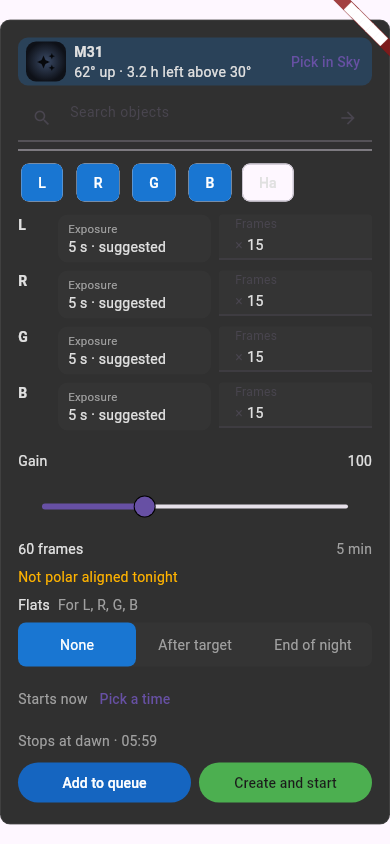 M31
62° up · 3.2 h left above 30°
Pick in Sky
Search objects
L R G B Ha
L
Exposure
5 s · suggested
Frames
× 15
R
Exposure
5 s · suggested
Frames
× 15
G
Exposure
5 s · suggested
Frames
× 15
B
Exposure
5 s · suggested
Frames
× 15
Gain 100
60 frames 5 min
Not polar aligned tonight
Flats For L, R, G, B
None After target End of night
Starts now Pick a time
Stops at dawn · 05:59
Add to queue Create and start